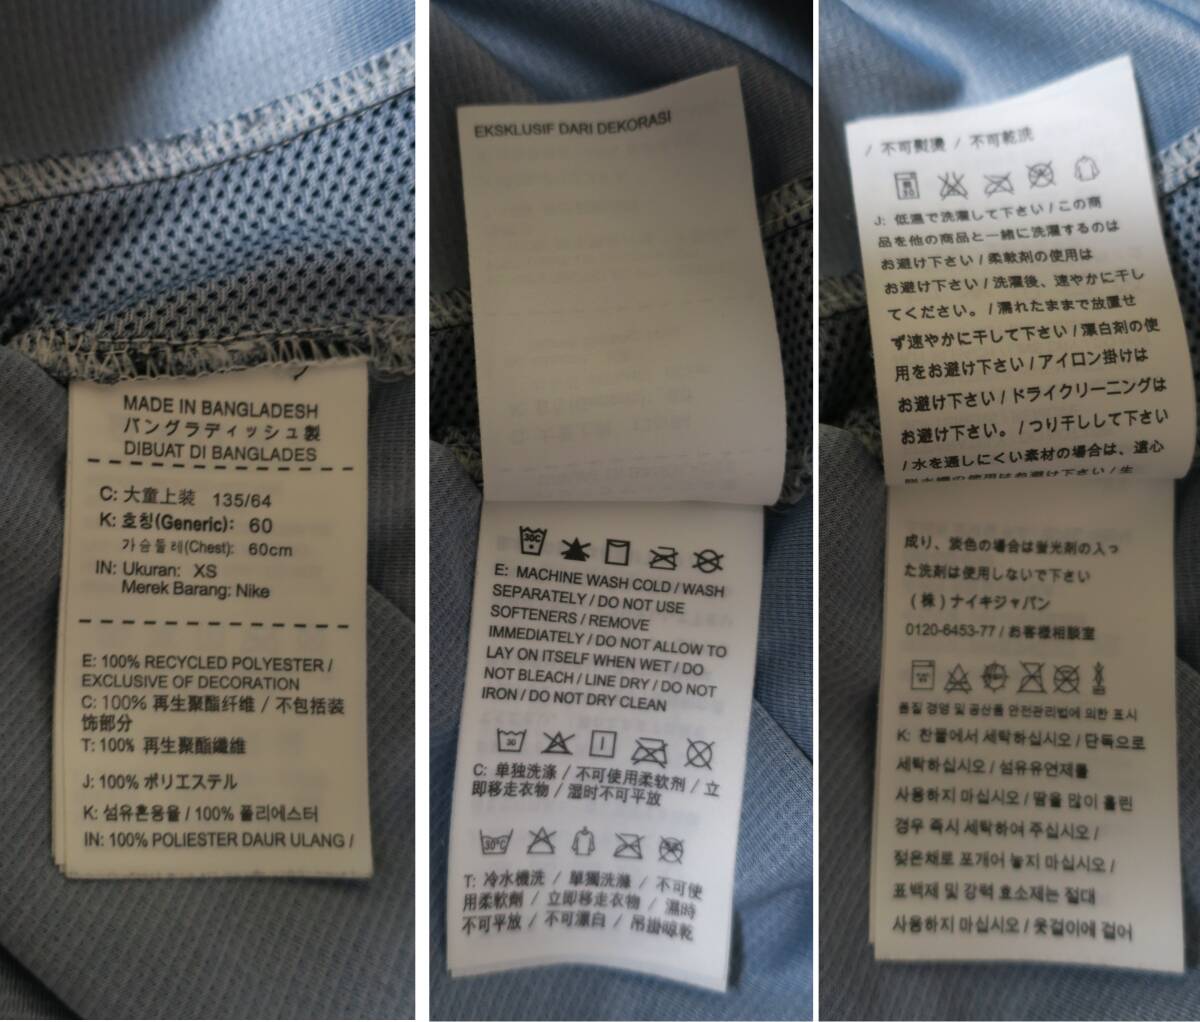 MADE IN BANGLADESH
バングラディッシュ製
DIBUAT DI BANGLADES
C: 大童上装 135/64
K: 호칭(Generic): 60
가슴둘레(Chest): 60cm
IN: Ukuran: XS
Merek Barang: Nike
E: 100% RECYCLED POLYESTER /
EXCLUSIVE OF DECORATION
C: 100% 再生聚酯纤维 / 不包括装
饰部分
T: 100% 再生聚酯纖維
J: 100% ポリエステル
K: 섬유혼용율 / 100% 폴리에스터
IN: 100% POLIESTER DAUR ULANG /
EKSKLUSIF DARI DEKORASI
30C
E: MACHINE WASH COLD / WASH
SEPARATELY / DO NOT USE
SOFTENERS / REMOVE
IMMEDIATELY / DO NOT ALLOW TO
LAY ON ITSELF WHEN WET / DO
NOT BLEACH / LINE DRY / DO NOT
IRON / DO NOT DRY CLEAN
30
C: 单独洗涤 / 不可使用柔软剂 / 立
即移走衣物 / 湿时不可平放
30°C
T: 冷水機洗 / 單獨洗滌 / 不可使
用柔軟劑 / 立即移走衣物 / 濕時
不可平放 / 不可漂白 / 吊掛晾乾
/ 不可熨燙 / 不可乾洗
J: 低温で洗濯して下さい / この商
品を他の商品と一緒に洗濯するのは
お避け下さい / 柔軟剤の使用は
お避け下さい / 洗濯後、速やかに干し
てください。 / 濡れたままで放置せ
ず速やかに干して下さい / 漂白剤の使
用をお避け下さい / アイロン掛けは
お避け下さい / ドライクリーニングは
お避け下さい。 / つり干しして下さい
/ 水を通しにくい素材の場合は、遠心
成り、淡色の場合は蛍光剤の入っ
た洗剤は使用しないで下さい
(株) ナイキジャパン
0120-6453-77 / お客様相談室
품질 경영 및 공산품 안전관리법에 의한 표시
K: 찬물에서 세탁하십시오 / 단독으로
세탁하십시오 / 섬유유연제를
사용하지 마십시오 / 땀을 많이 흘린
경우 즉시 세탁하여 주십시오 /
젖은채로 포개어 놓지 마십시오 /
표백제 및 강력 효소제는 절대
사용하지 마십시오 / 옷걸이에 걸어